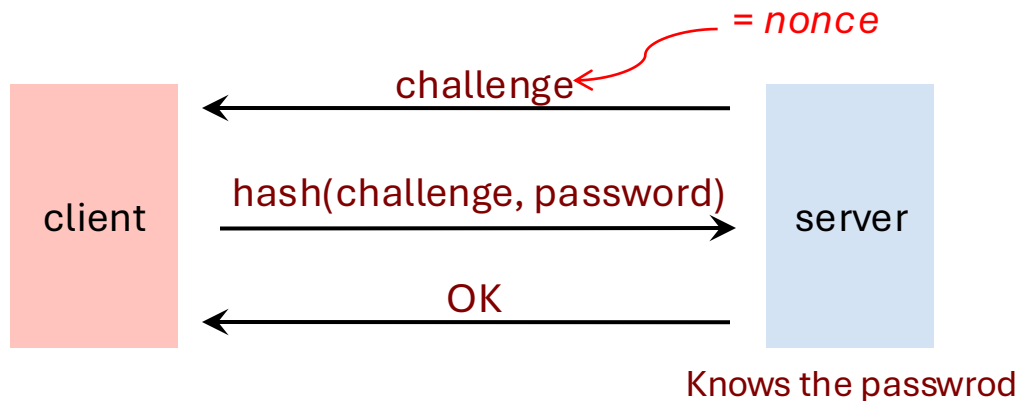 = nonce
challenge
hash(challenge, password)
client
server
OK
Knows the passwrod